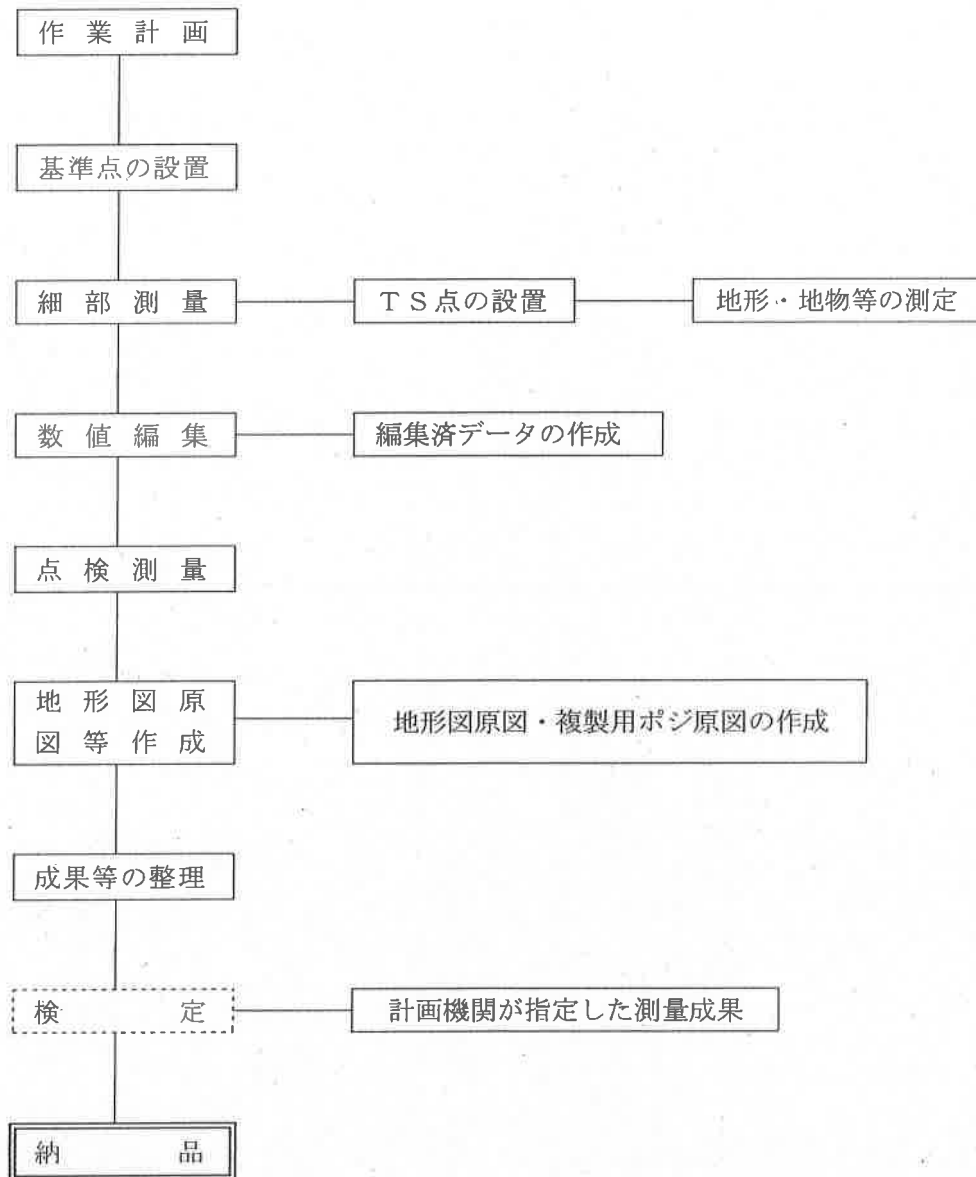 作業計画
基準点の設置
細部測量
TS点の設置
地形・地物等の測定
数値編集
編集済データの作成
点検測量
地形図原
図等作成
地形図原図・複製用ポジ原図の作成
成果等の整理
検定
計画機関が指定した測量成果
納品